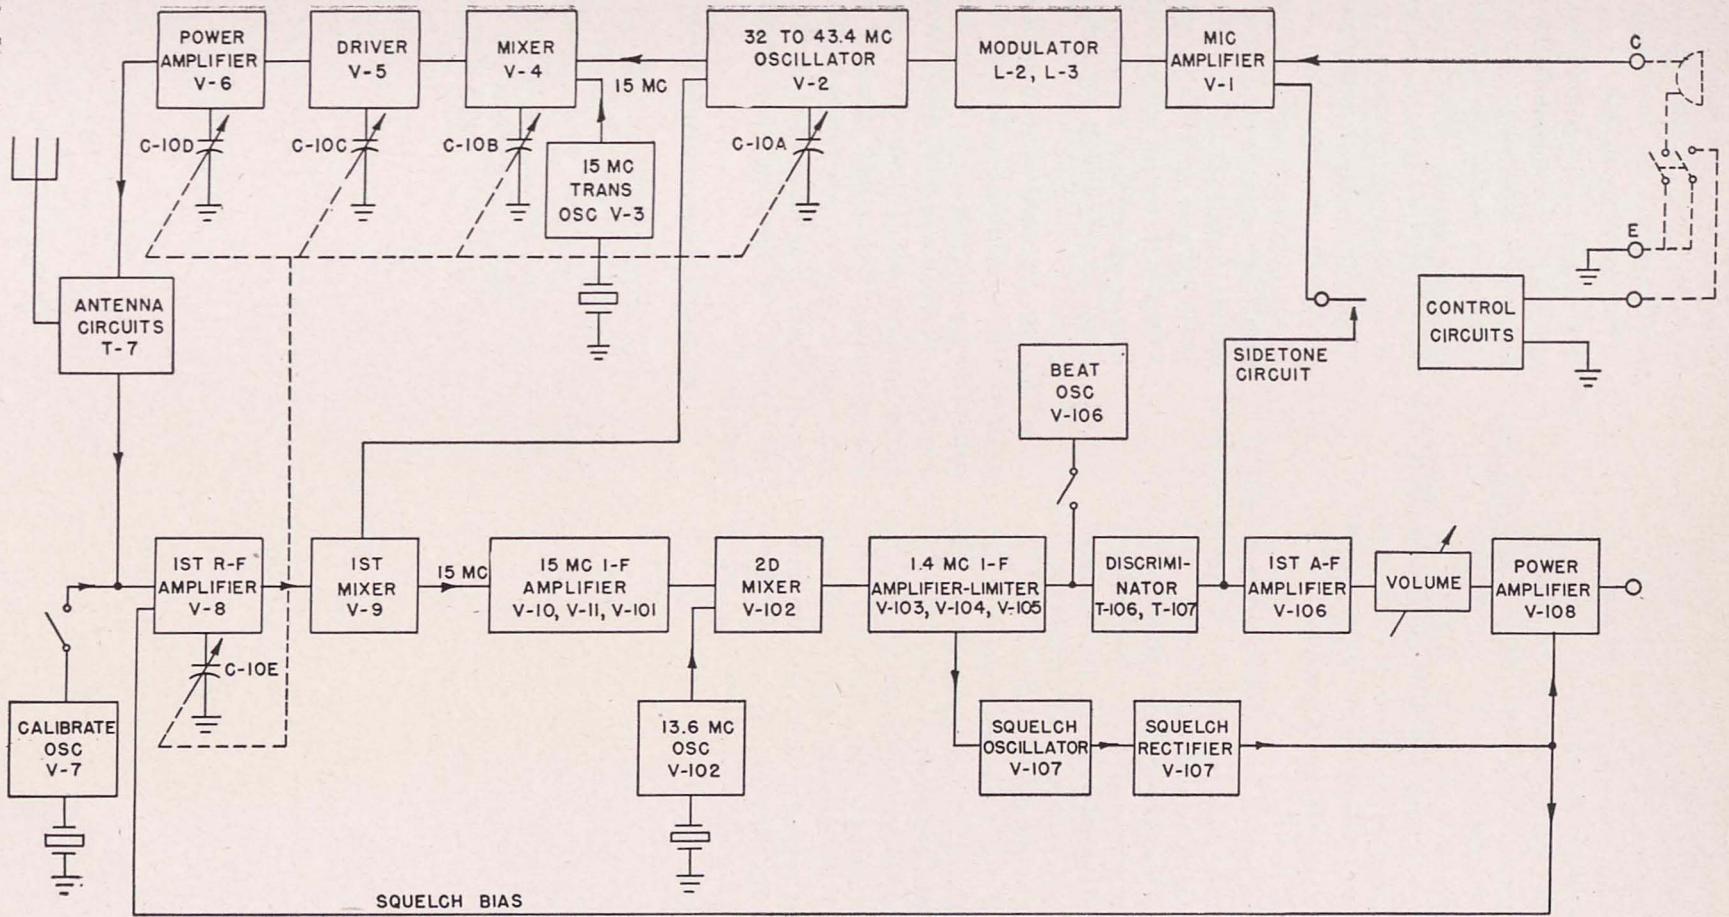 POWER
AMPLIFIER
V-6
DRIVER
V-5
MIXER
V-4
32 TO 43.4 MC
OSCILLATOR
V-2
MODULATOR
L-2, L-3
MIC
AMPLIFIER
V-1
C
15 MC
C-10D
C-10C
C-10B
C-10A
15 MC
TRANS
OSC V-3
E
ANTENNA
CIRCUITS
T-7
CONTROL
CIRCUITS
SIDETONE
CIRCUIT
BEAT
OSC
V-106
1ST R-F
AMPLIFIER
V-8
1ST
MIXER
V-9
15 MC
15 MC I-F
AMPLIFIER
V-10, V-11, V-101
2D
MIXER
V-102
1.4 MC I-F
AMPLIFIER-LIMITER
V-103, V-104, V-105
DISCRIMI-
NATOR
T-106, T-107
1ST A-F
AMPLIFIER
V-106
VOLUME
POWER
AMPLIFIER
V-108
C-10E
CALIBRATE
OSC
V-7
13.6 MC
OSC
V-102
SQUELCH
OSCILLATOR
V-107
SQUELCH
RECTIFIER
V-107
SQUELCH BIAS